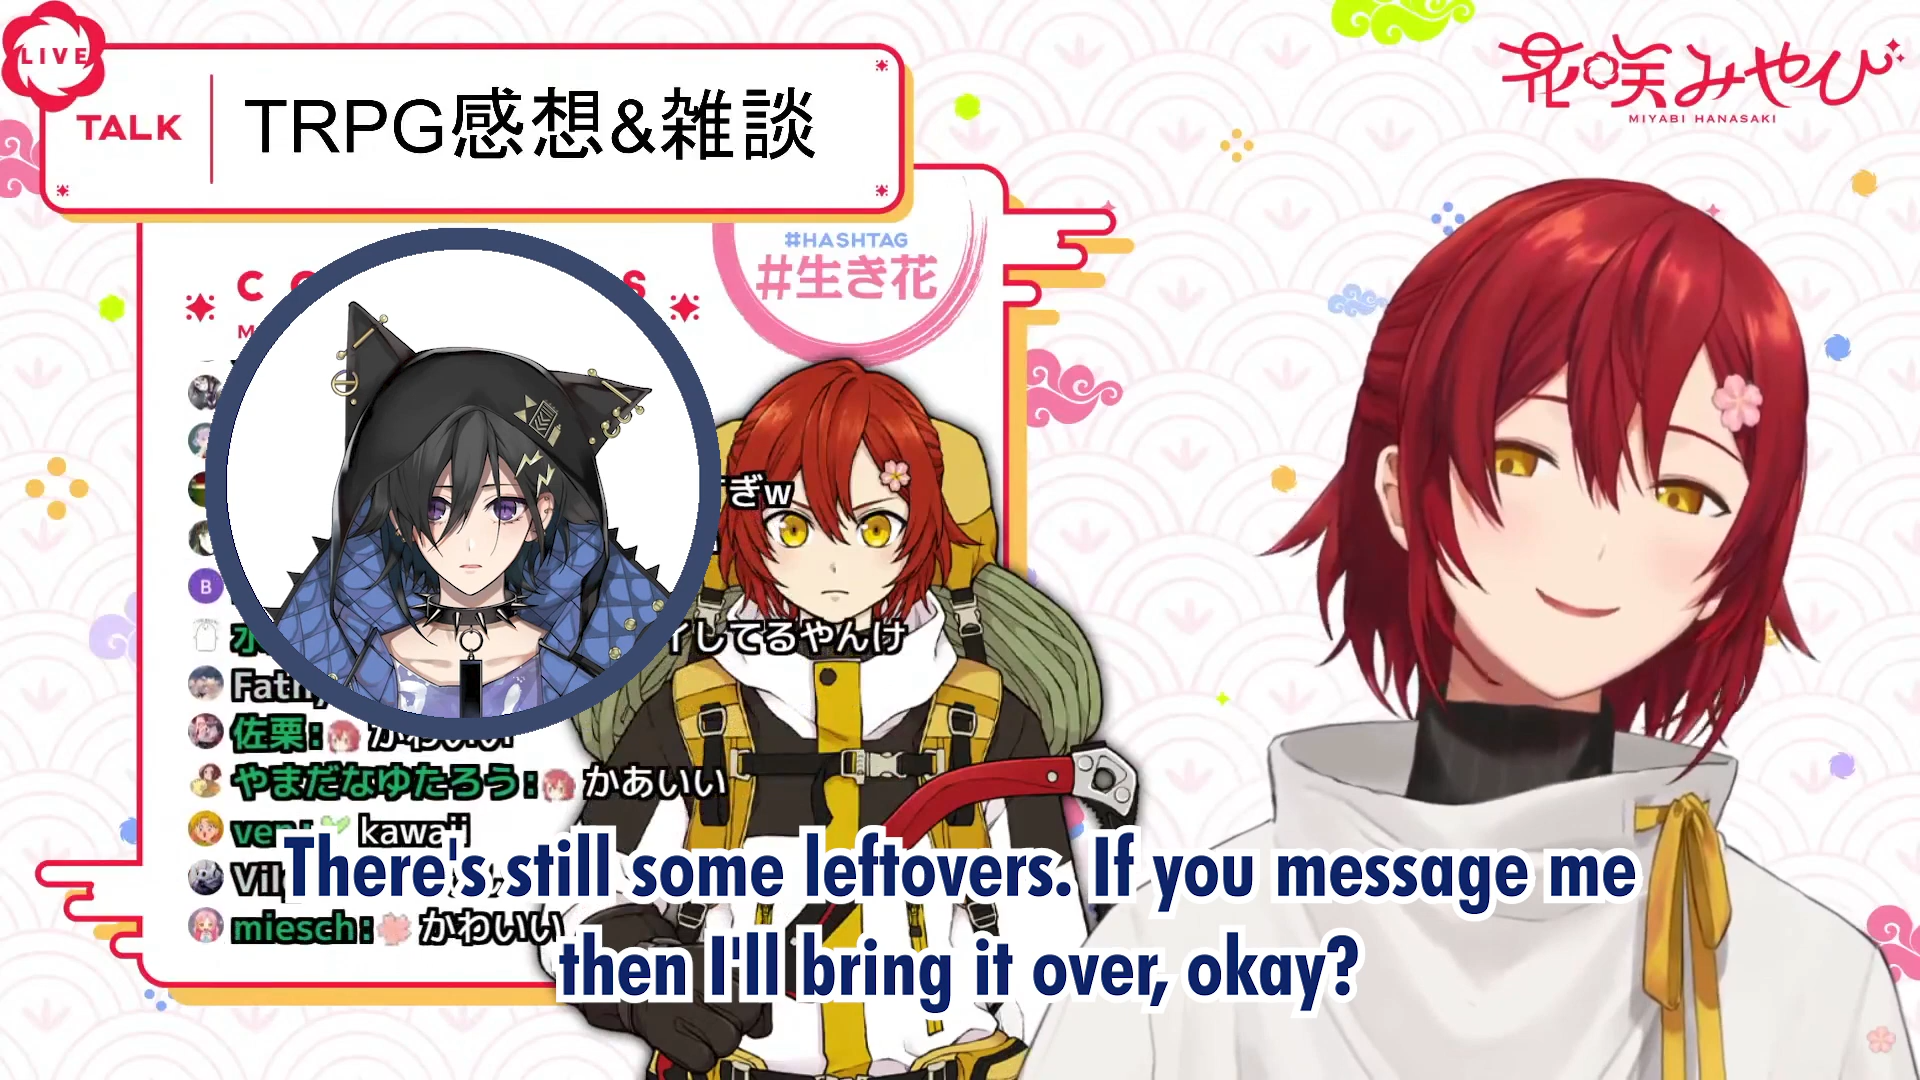 LIVE
TALK
TRPG感想&雑談
花咲みやび
MIYABI HANASAKI
#HASHTAG
#生き花
ぎw
B
イしてるやんけ
佐栗:
やまだなゆたろう: かあいい
kawaii
miesch: かわいい
There's still some leftovers. If you message me
then I'll bring it over, okay?